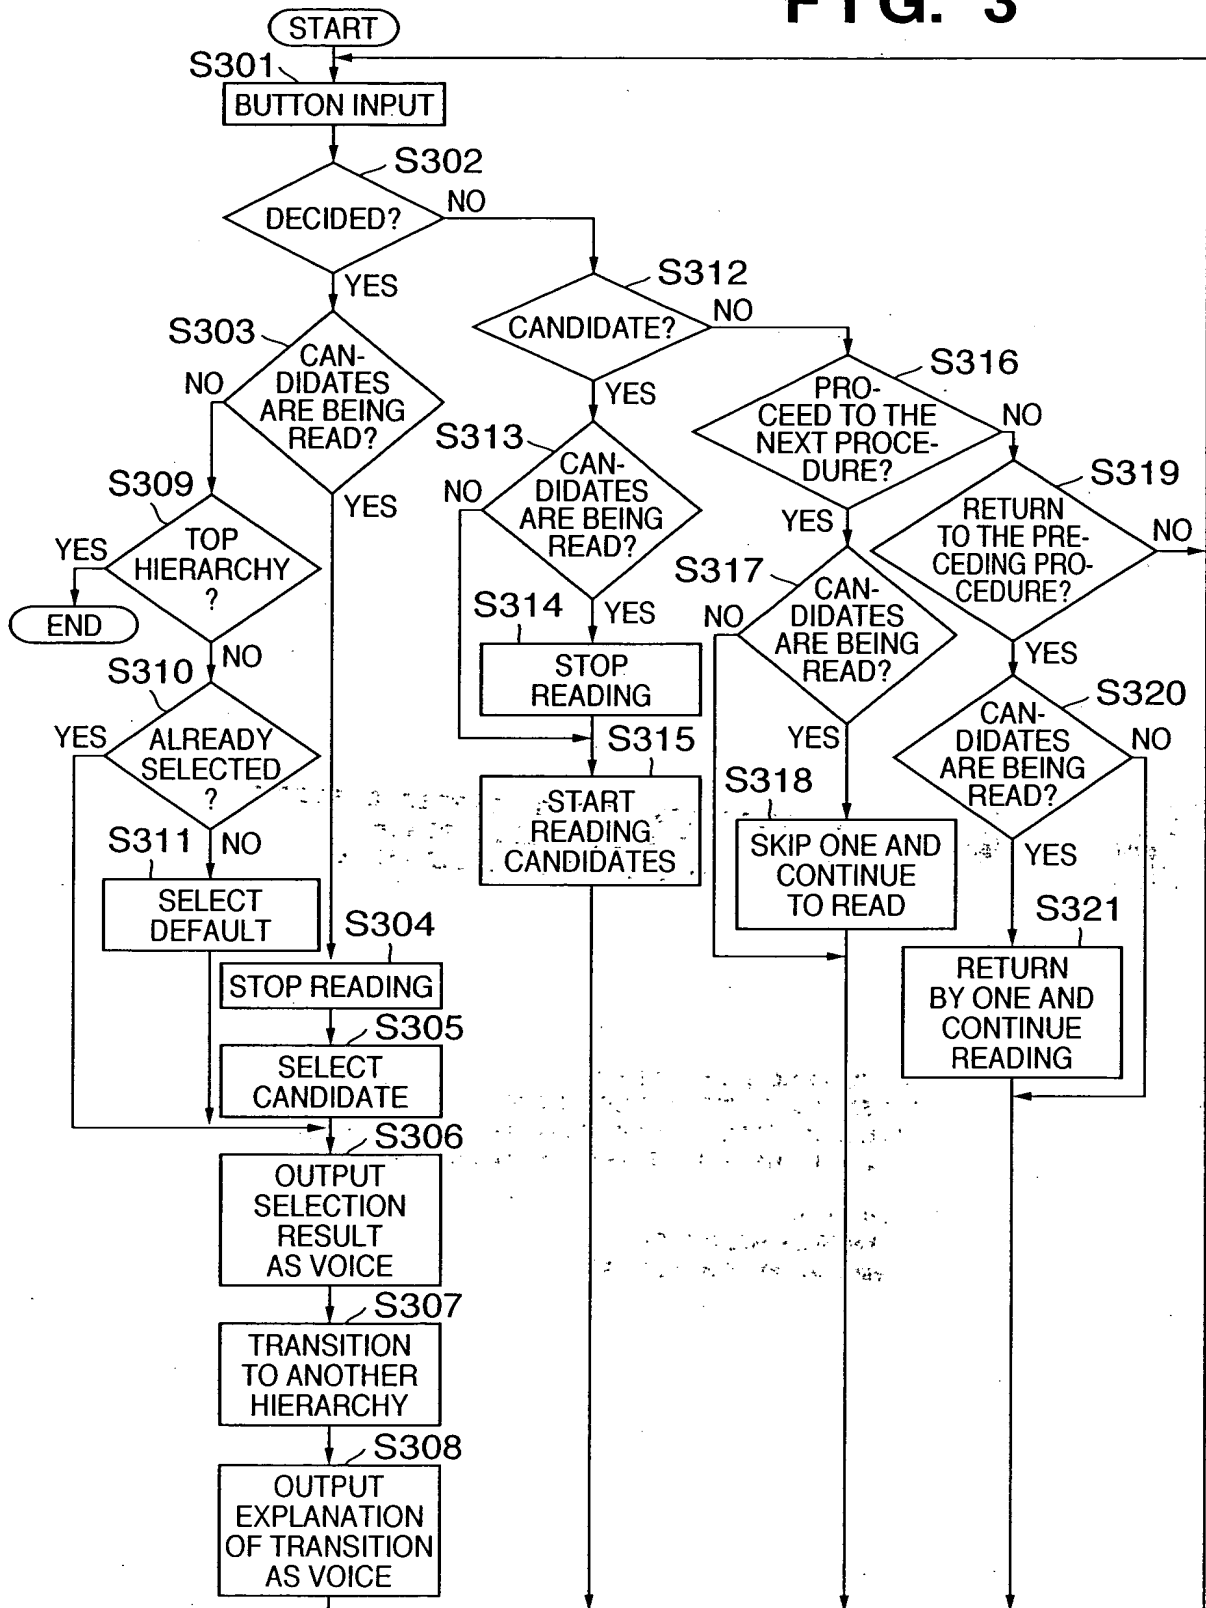 FIG. 3
START
S301
BUTTON INPUT
S302
DECIDED?
NO
YES
S303
CAN-
DIDATES
ARE BEING
READ?
NO
YES
S309
TOP
HIERARCHY
?
YES
END
NO
S310
ALREADY
SELECTED
?
YES
NO
S311
SELECT
DEFAULT
S304
STOP READING
S305
SELECT
CANDIDATE
S306
OUTPUT
SELECTION
RESULT
AS VOICE
S307
TRANSITION
TO ANOTHER
HIERARCHY
S308
OUTPUT
EXPLANATION
OF TRANSITION
AS VOICE
S312
CANDIDATE?
NO
YES
S313
CAN-
DIDATES
ARE BEING
READ?
NO
YES
S314
STOP
READING
S315
START
READING
CANDIDATES
S316
PRO-
CEED TO THE
NEXT PROCE-
DURE?
NO
YES
S317
CAN-
DIDATES
ARE BEING
READ?
NO
YES
S318
SKIP ONE AND
CONTINUE
TO READ
S319
RETURN
TO THE PRE-
CEDING PRO-
CEDURE?
NO
YES
S320
CAN-
DIDATES
ARE BEING
READ?
NO
YES
S321
RETURN
BY ONE AND
CONTINUE
READING